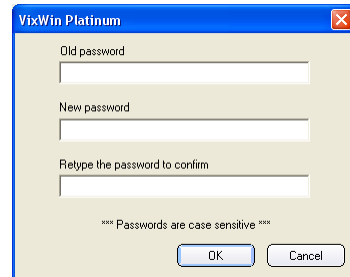 VixWin Platinum
Old password
New password
Retype the password to confirm
*** Passwords are case sensitive ***
OK Cancel